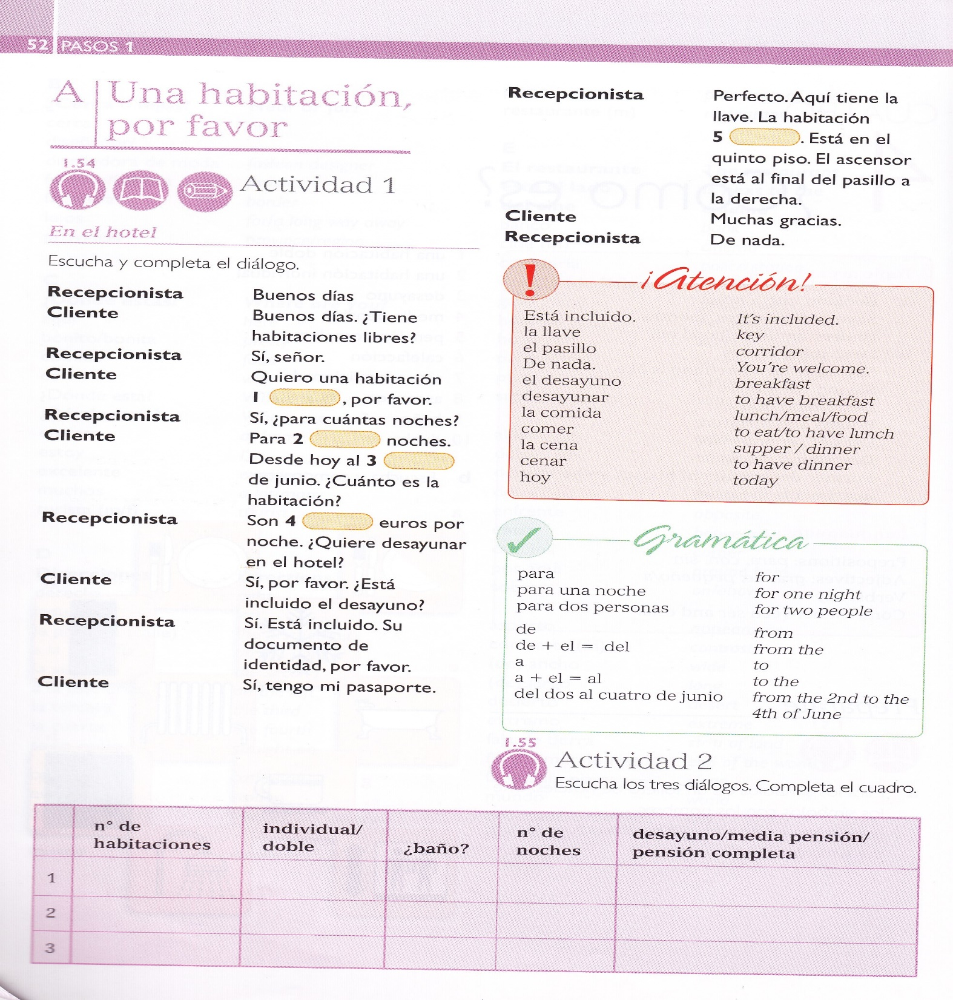 52 PASOS 1
A Una habitación,
por favor
1.54
Actividad 1
En el hotel
Escucha y completa el diálogo.
Recepcionista Buenos días
Cliente Buenos días. ¿Tiene
habitaciones libres?
Recepcionista Sí, señor.
Cliente Quiero una habitación
1 , por favor.
Recepcionista Sí, ¿para cuántas noches?
Cliente Para 2 noches.
Desde hoy al 3
de junio. ¿Cuánto es la
habitación?
Recepcionista Son 4 euros por
noche. ¿Quiere desayunar
en el hotel?
Cliente Sí, por favor. ¿Está
incluido el desayuno?
Recepcionista Sí. Está incluido. Su
documento de
identidad, por favor.
Cliente Sí, tengo mi pasaporte.
Recepcionista Perfecto. Aquí tiene la
llave. La habitación
5 . Está en el
quinto piso. El ascensor
está al final del pasillo a
la derecha.
Cliente Muchas gracias.
Recepcionista De nada.
! ¡Atención!
Está incluido. It's included.
la llave key
el pasillo corridor
De nada. You're welcome.
el desayuno breakfast
desayunar to have breakfast
la comida lunch/meal/food
comer to eat/to have lunch
la cena supper / dinner
cenar to have dinner
hoy today
Gramática
para for
para una noche for one night
para dos personas for two people
de from
de + el = del from the
a to
a + el = al to the
del dos al cuatro de junio from the 2nd to the
4th of June
1.55
Actividad 2
Escucha los tres diálogos. Completa el cuadro.
n° de individual/ n° de desayuno/media pensión/
habitaciones doble ¿baño? noches pensión completa
1
2
3